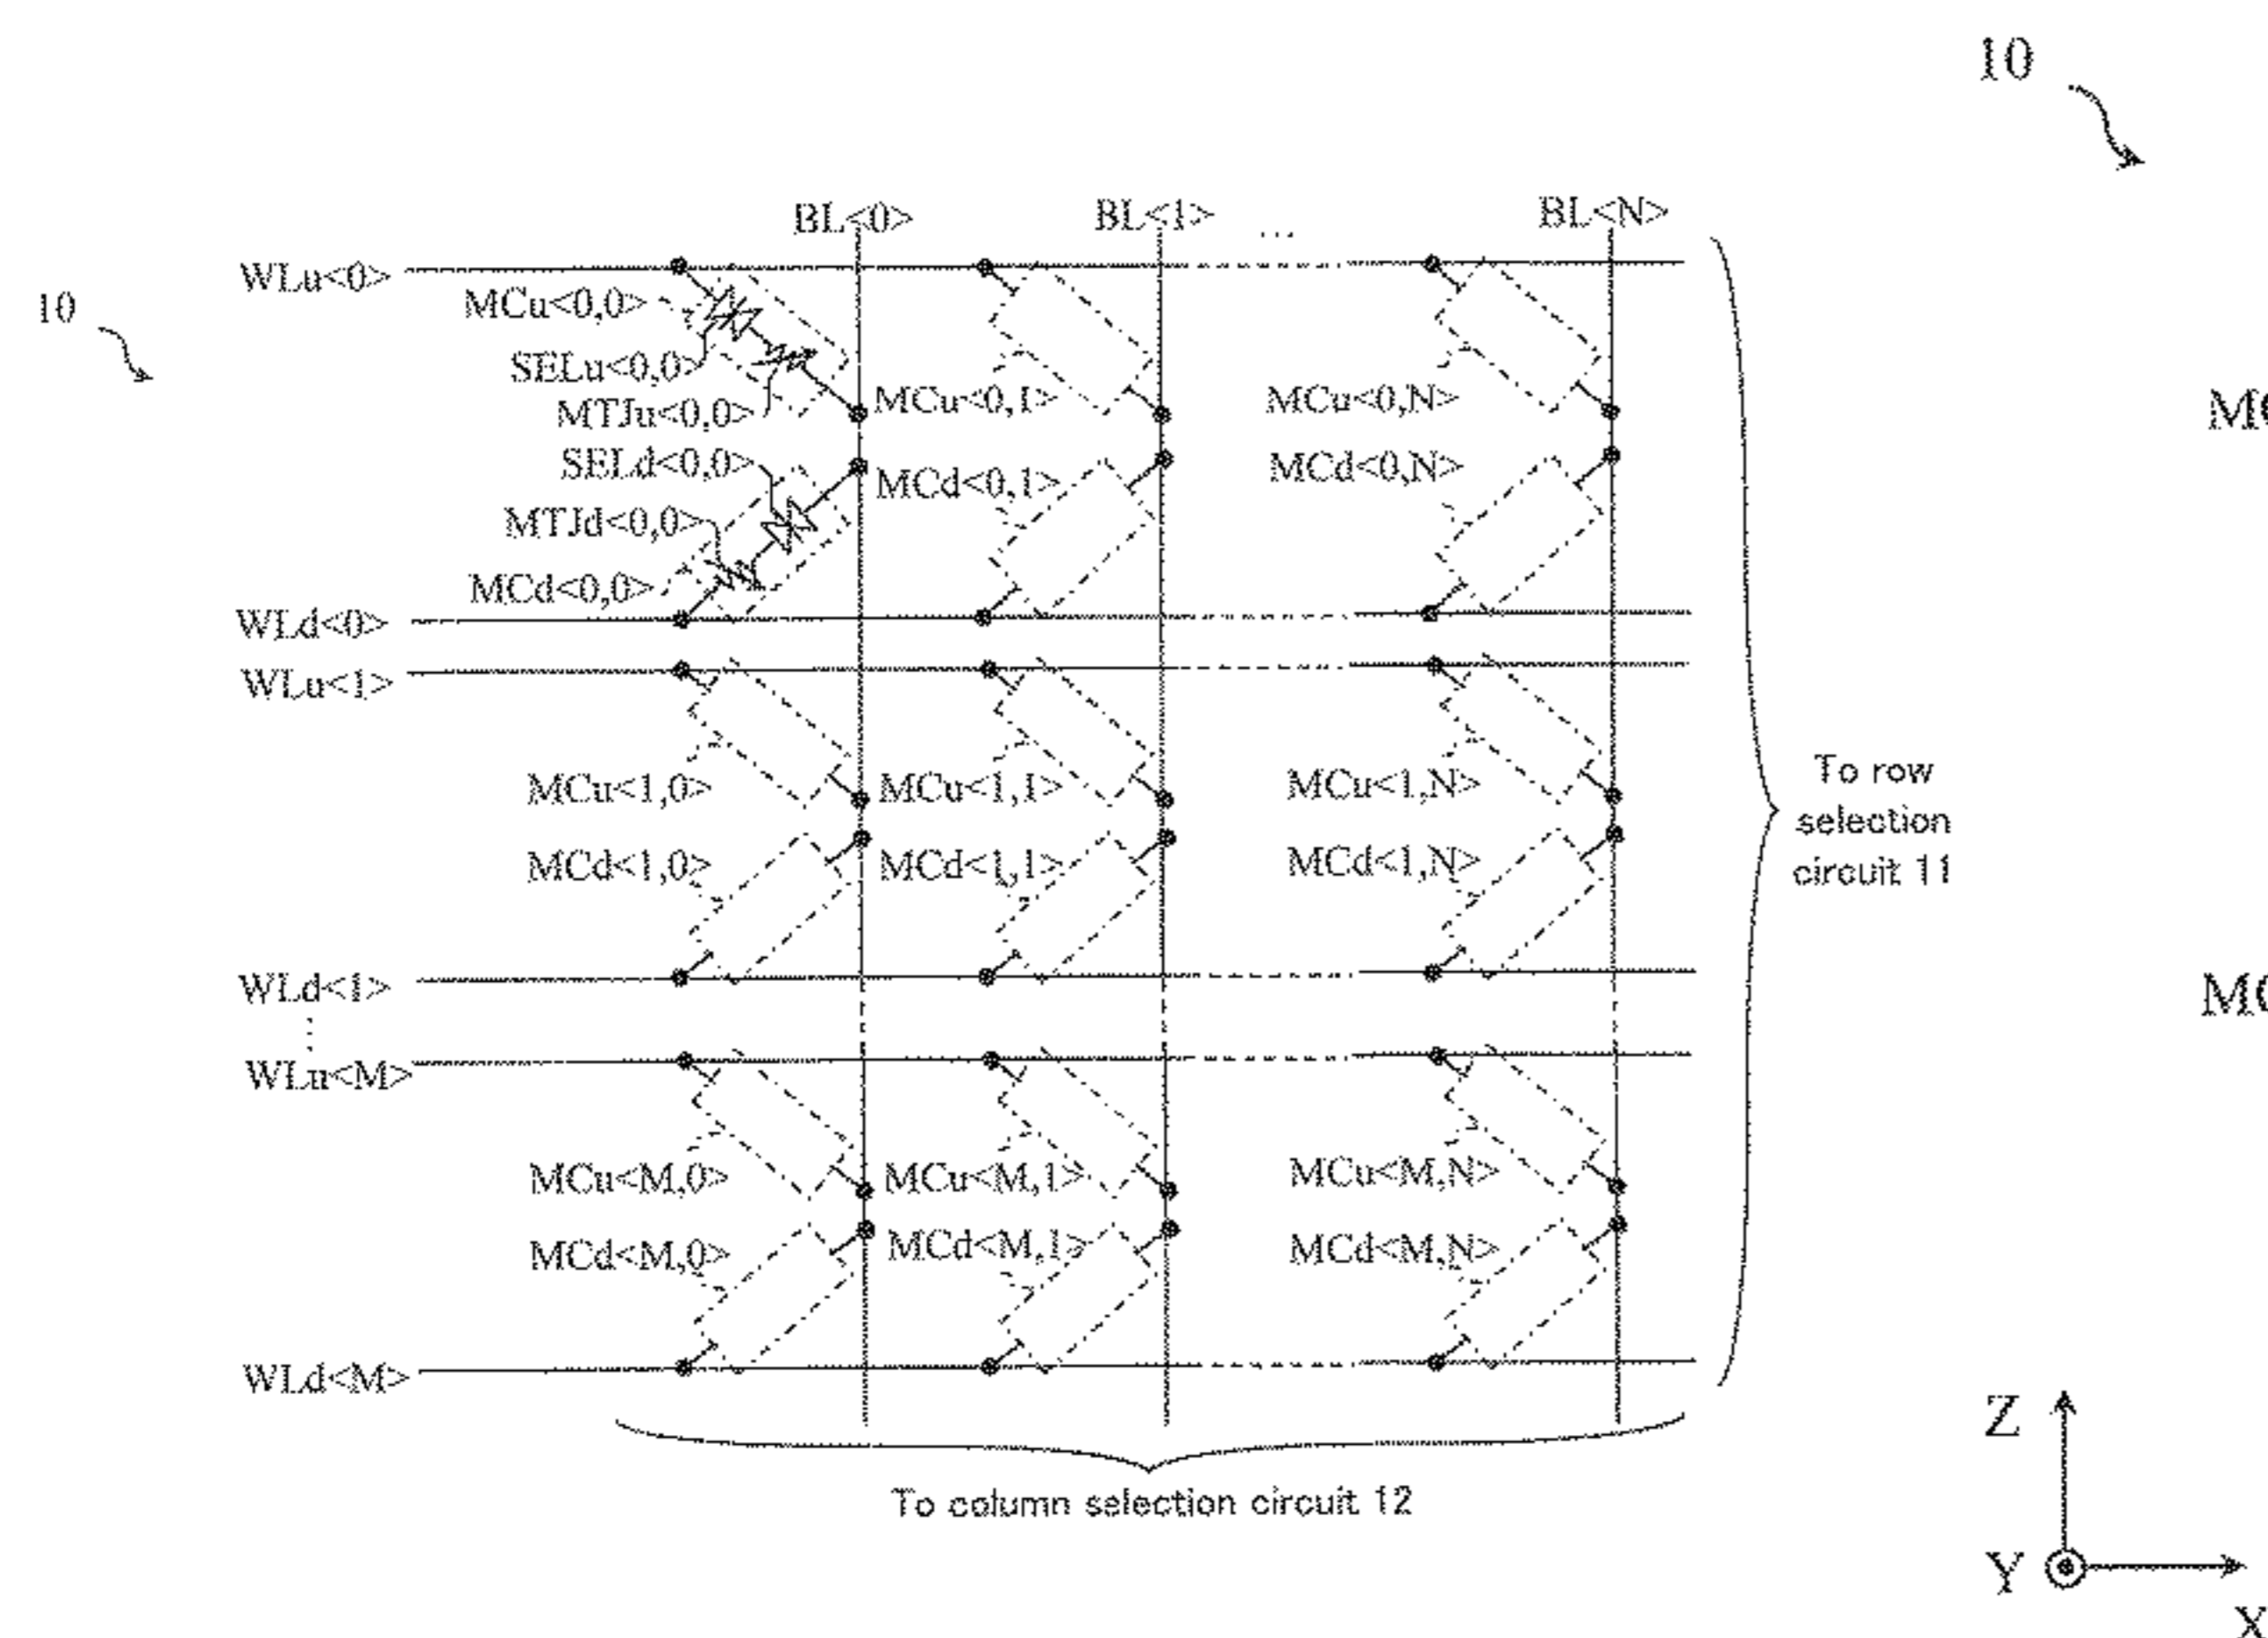 10
BL<0> BL<1> ... BL<N>
WLu<0>
10
MCu<0,0>
SELu<0,0>
MTJu<0,0> MCu<0,1> MCu<0,N>
SELd<0,0> MCd<0,1> MCd<0,N>
MTJd<0,0>
MCd<0,0>
WLd<0>
WLu<1>
MCu<1,0> MCu<1,1> MCu<1,N>
MCd<1,0> MCd<1,1> MCd<1,N>
To row
selection
circuit 11
WLd<1>
WLu<M>
MCu<M,0> MCu<M,1> MCu<M,N>
MCd<M,0> MCd<M,1> MCd<M,N>
WLd<M>
To column selection circuit 12
MC
MC
Z
Y
X